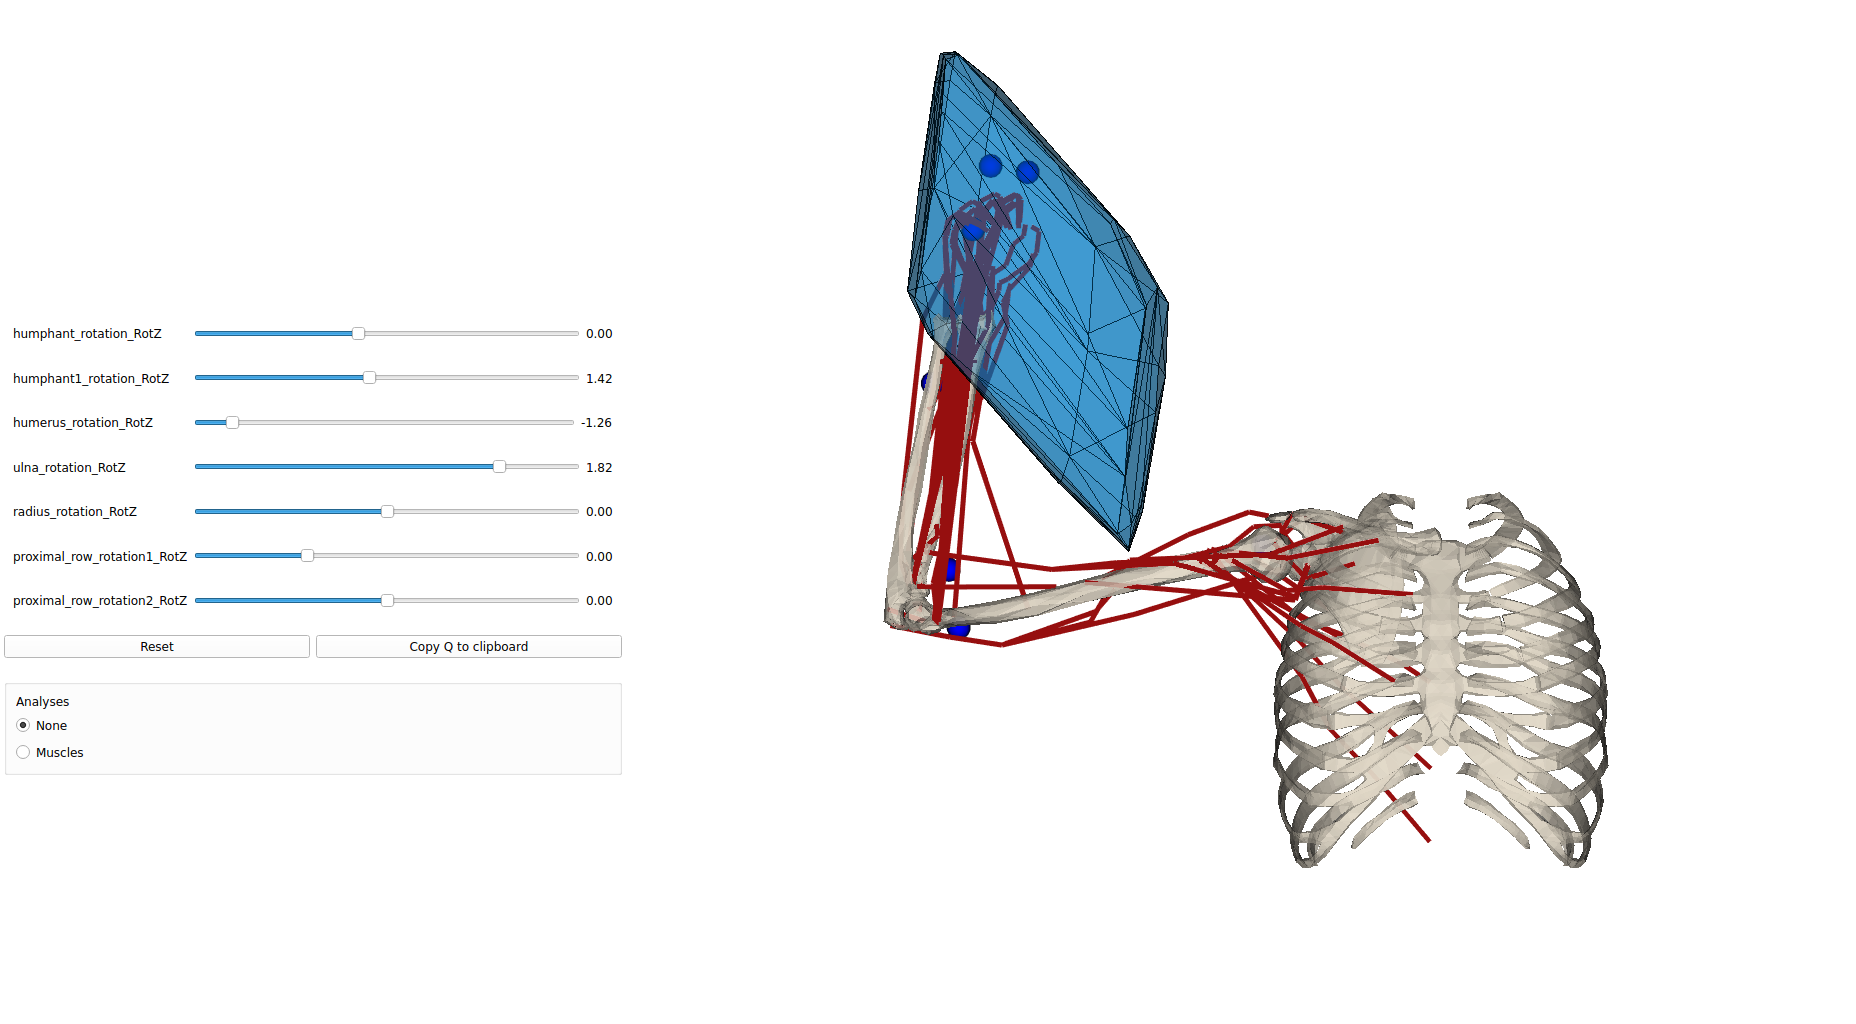 humphant_rotation_RotZ 0.00
humphant1_rotation_RotZ 1.42
humerus_rotation_RotZ -1.26
ulna_rotation_RotZ 1.82
radius_rotation_RotZ 0.00
proximal_row_rotation1_RotZ 0.00
proximal_row_rotation2_RotZ 0.00
Reset Copy Q to clipboard
Analyses
None
Muscles